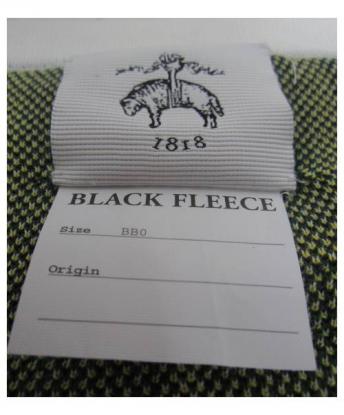 1818
BLACK FLEECE
Size BB0
Origin